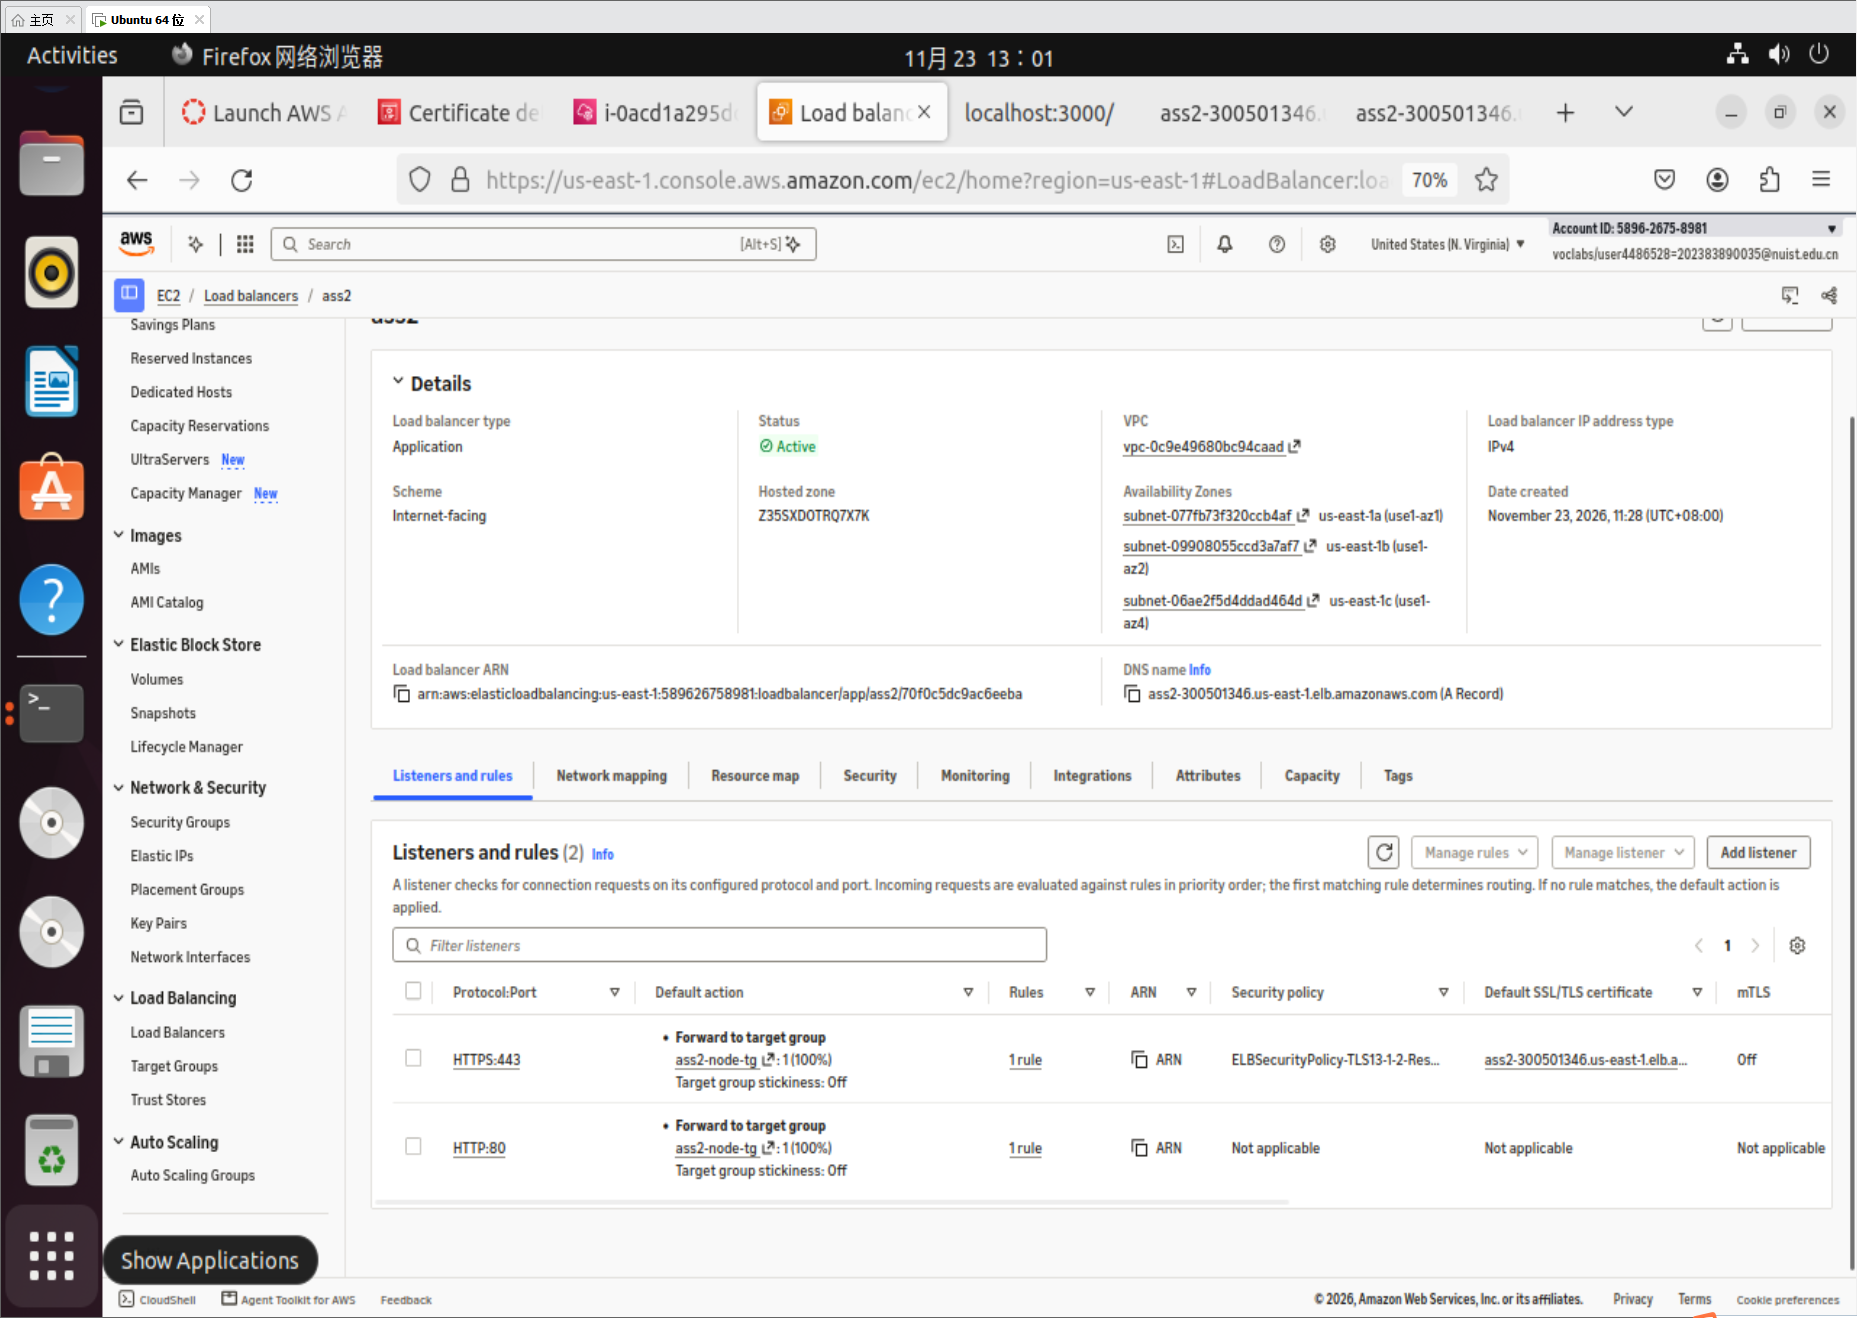 主页
Ubuntu 64 位
Activities
Firefox 网络浏览器
11月 23 13：01
Launch AWS A
Certificate de
i-0acd1a295d
Load balanc
localhost:3000/
ass2-300501346.
ass2-300501346.
https://us-east-1.console.aws.amazon.com/ec2/home?region=us-east-1#LoadBalancer:loa
70%
aws
Search
[Alt+S]
United States (N. Virginia)
Account ID: 5896-2675-8981
voclabs/user4486528=202383890035@nuist.edu.cn
EC2 / Load balancers / ass2
Savings Plans
Reserved Instances
Dedicated Hosts
Capacity Reservations
UltraServers New
Capacity Manager New
Images
AMIs
AMI Catalog
Elastic Block Store
Volumes
Snapshots
Lifecycle Manager
Network & Security
Security Groups
Elastic IPs
Placement Groups
Key Pairs
Network Interfaces
Load Balancing
Load Balancers
Target Groups
Trust Stores
Auto Scaling
Auto Scaling Groups
Show Applications
ass2
Details
Load balancer type
Application
Status
Active
VPC
vpc-0c9e49680bc94caad
Load balancer IP address type
IPv4
Scheme
Internet-facing
Hosted zone
Z35SXDOTRQ7X7K
Availability Zones
subnet-077fb73f320ccb4af us-east-1a (use1-az1)
subnet-09908055ccd3a7af7 us-east-1b (use1-
az2)
subnet-06ae2f5d4ddad464d us-east-1c (use1-
az4)
Date created
November 23, 2026, 11:28 (UTC+08:00)
Load balancer ARN
arn:aws:elasticloadbalancing:us-east-1:589626758981:loadbalancer/app/ass2/70f0c5dc9ac6eeba
DNS name Info
ass2-300501346.us-east-1.elb.amazonaws.com (A Record)
Listeners and rules
Network mapping
Resource map
Security
Monitoring
Integrations
Attributes
Capacity
Tags
Listeners and rules (2) Info
Manage rules
Manage listener
Add listener
A listener checks for connection requests on its configured protocol and port. Incoming requests are evaluated against rules in priority order; the first matching rule determines routing. If no rule matches, the default action is
applied.
Filter listeners
1
Protocol:Port
Default action
Rules
ARN
Security policy
Default SSL/TLS certificate
mTLS
HTTPS:443
• Forward to target group
ass2-node-tg : 1 (100%)
Target group stickiness: Off
1 rule
ARN
ELBSecurityPolicy-TLS13-1-2-Res...
ass2-300501346.us-east-1.elb.a...
Off
HTTP:80
• Forward to target group
ass2-node-tg : 1 (100%)
Target group stickiness: Off
1 rule
ARN
Not applicable
Not applicable
Not applicable
CloudShell
Agent Toolkit for AWS
Feedback
© 2026, Amazon Web Services, Inc. or its affiliates.
Privacy
Terms
Cookie preferences